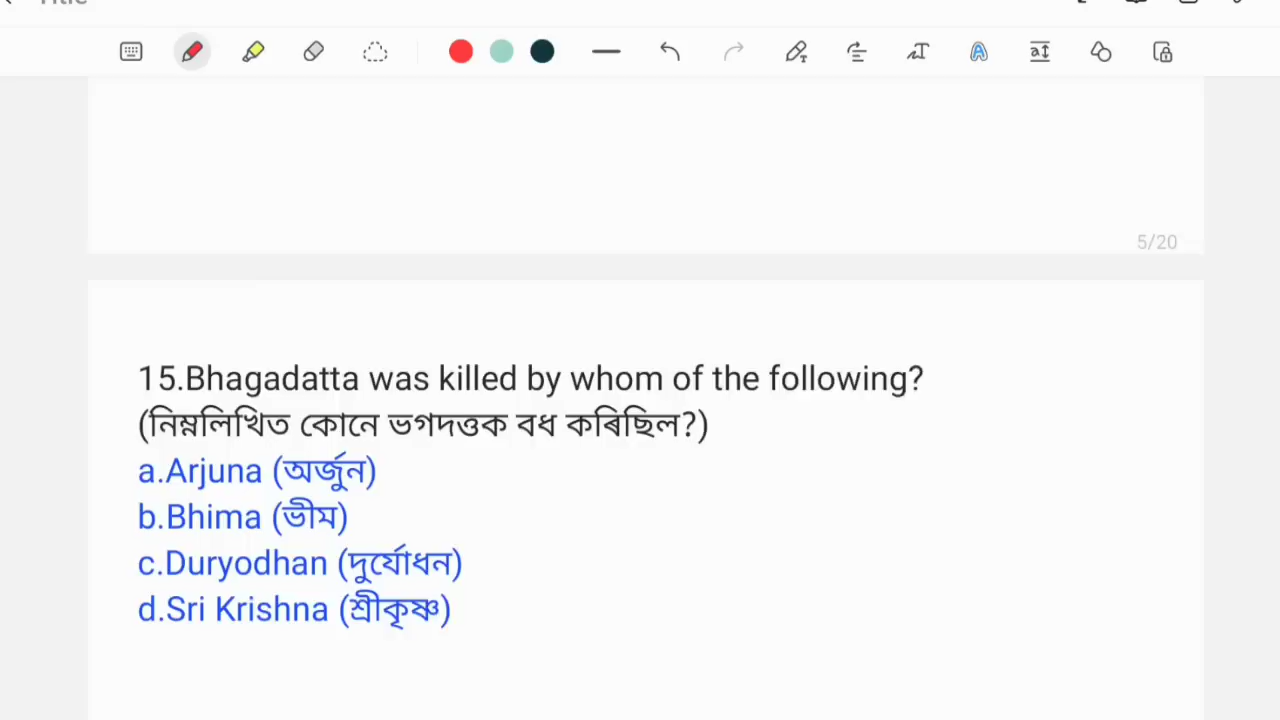 Title
5/20
15.Bhagadatta was killed by whom of the following?
(নিম্নলিখিত কোনে ভগদত্তক বধ কৰিছিল?)
a.Arjuna (অৰ্জুন)
b.Bhima (ভীম)
c.Duryodhan (দুৰ্যোধন)
d.Sri Krishna (শ্ৰীকৃষ্ণ)